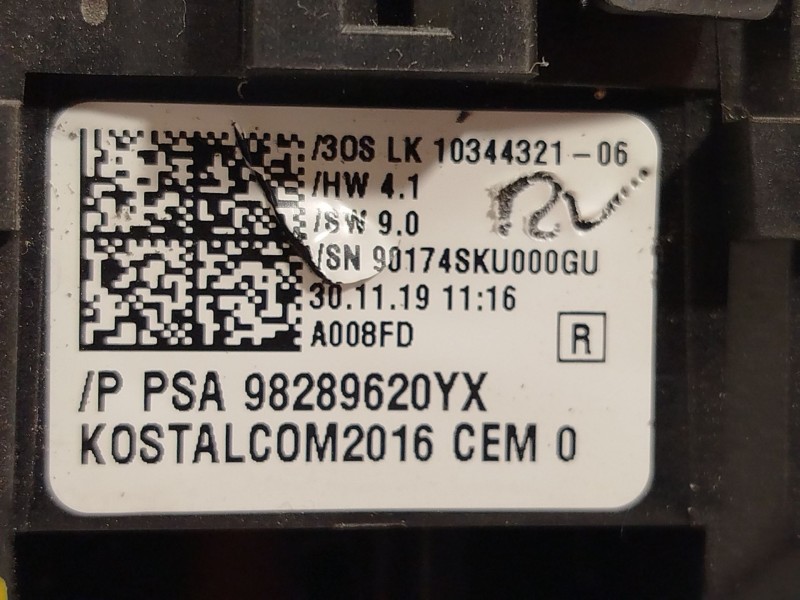 /3OS LK 10344321-06
/HW 4.1
/SW 9.0
/SN 90174SKU000GU
30.11.19 11:16
A008FD
R
/P PSA 98289620YX
KOSTALCOM2016 CEM 0